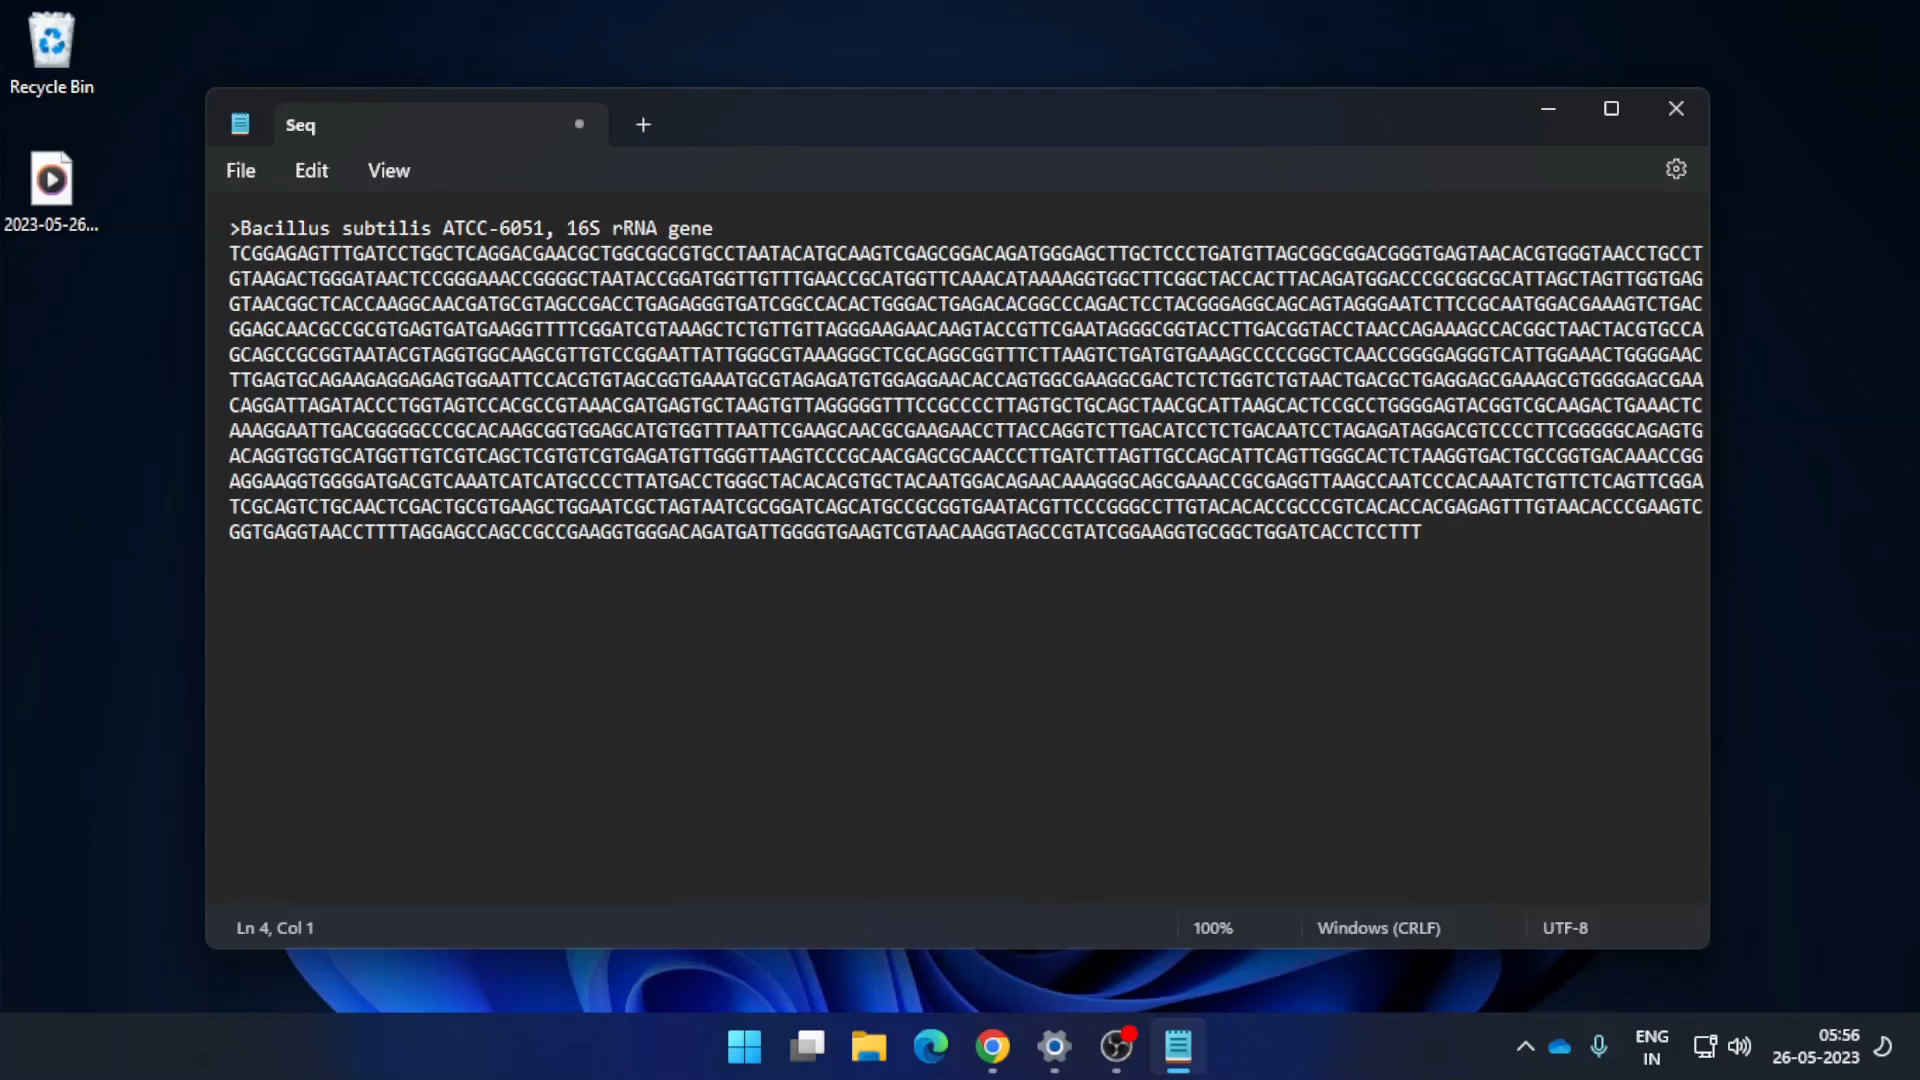 Recycle Bin
2023-05-26...
Seq
File Edit View
>Bacillus subtilis ATCC-6051, 16S rRNA gene
TCGGAGAGTTTGATCCTGGCTCAGGACGAACGCTGGCGGCGTGCCTAATACATGCAAGTCGAGCGGACAGATGGGAGCTTGCTCCCTGATGTTAGCGGCGGACGGGTGAGTAACACGTGGGTAACCTGCCT
GTAAGACTGGGATAACTCCGGGAAACCGGGGCTAATACCGGATGGTTGTTTGAACCGCATGGTTCAAACATAAAAGGTGGCTTCGGCTACCACTTACAGATGGACCCGCGGCGCATTAGCTAGTTGGTGAG
GTAACGGCTCACCAAGGCAACGATGCGTAGCCGACCTGAGAGGGTGATCGGCCACACTGGGACTGAGACACGGCCCAGACTCCTACGGGAGGCAGCAGTAGGGAATCTTCCGCAATGGACGAAAGTCTGAC
GGAGCAACGCCGCGTGAGTGATGAAGGTTTTCGGATCGTAAAGCTCTGTTGTTAGGGAAGAACAAGTACCGTTCGAATAGGGCGGTACCTTGACGGTACCTAACCAGAAAGCCACGGCTAACTACGTGCCA
GCAGCCGCGGTAATACGTAGGTGGCAAGCGTTGTCCGGAATTATTGGGCGTAAAGGGCTCGCAGGCGGTTTCTTAAGTCTGATGTGAAAGCCCCCGGCTCAACCGGGGAGGGTCATTGGAAACTGGGGAAC
TTGAGTGCAGAAGAGGAGAGTGGAATTCCACGTGTAGCGGTGAAATGCGTAGAGATGTGGAGGAACACCAGTGGCGAAGGCGACTCTCTGGTCTGTAACTGACGCTGAGGAGCGAAAGCGTGGGGAGCGAA
CAGGATTAGATACCCTGGTAGTCCACGCCGTAAACGATGAGTGCTAAGTGTTAGGGGGTTTCCGCCCCTTAGTGCTGCAGCTAACGCATTAAGCACTCCGCCTGGGGAGTACGGTCGCAAGACTGAAACTC
AAAGGAATTGACGGGGGCCCGCACAAGCGGTGGAGCATGTGGTTTAATTCGAAGCAACGCGAAGAACCTTACCAGGTCTTGACATCCTCTGACAATCCTAGAGATAGGACGTCCCCTTCGGGGGCAGAGTG
ACAGGTGGTGCATGGTTGTCGTCAGCTCGTGTCGTGAGATGTTGGGTTAAGTCCCGCAACGAGCGCAACCCTTGATCTTAGTTGCCAGCATTCAGTTGGGCACTCTAAGGTGACTGCCGGTGACAAACCGG
AGGAAGGTGGGGATGACGTCAAATCATCATGCCCCTTATGACCTGGGCTACACACGTGCTACAATGGACAGAACAAAGGGCAGCGAAACCGCGAGGTTAAGCCAATCCCACAAATCTGTTCTCAGTTCGGA
TCGCAGTCTGCAACTCGACTGCGTGAAGCTGGAATCGCTAGTAATCGCGGATCAGCATGCCGCGGTGAATACGTTCCCGGGCCTTGTACACACCGCCCGTCACACCACGAGAGTTTGTAACACCCGAAGTC
GGTGAGGTAACCTTTTAGGAGCCAGCCGCCGAAGGTGGGACAGATGATTGGGGTGAAGTCGTAACAAGGTAGCCGTATCGGAAGGTGCGGCTGGATCACCTCCTTT
Ln 4, Col 1 100% Windows (CRLF) UTF-8
ENG
IN
05:56
26-05-2023